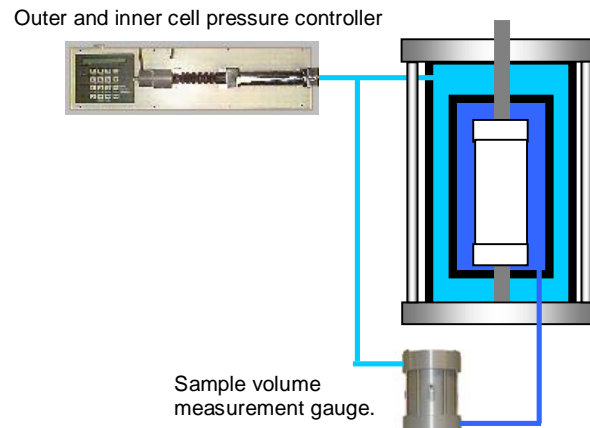 Outer and inner cell pressure controller
Sample volume
measurement gauge.